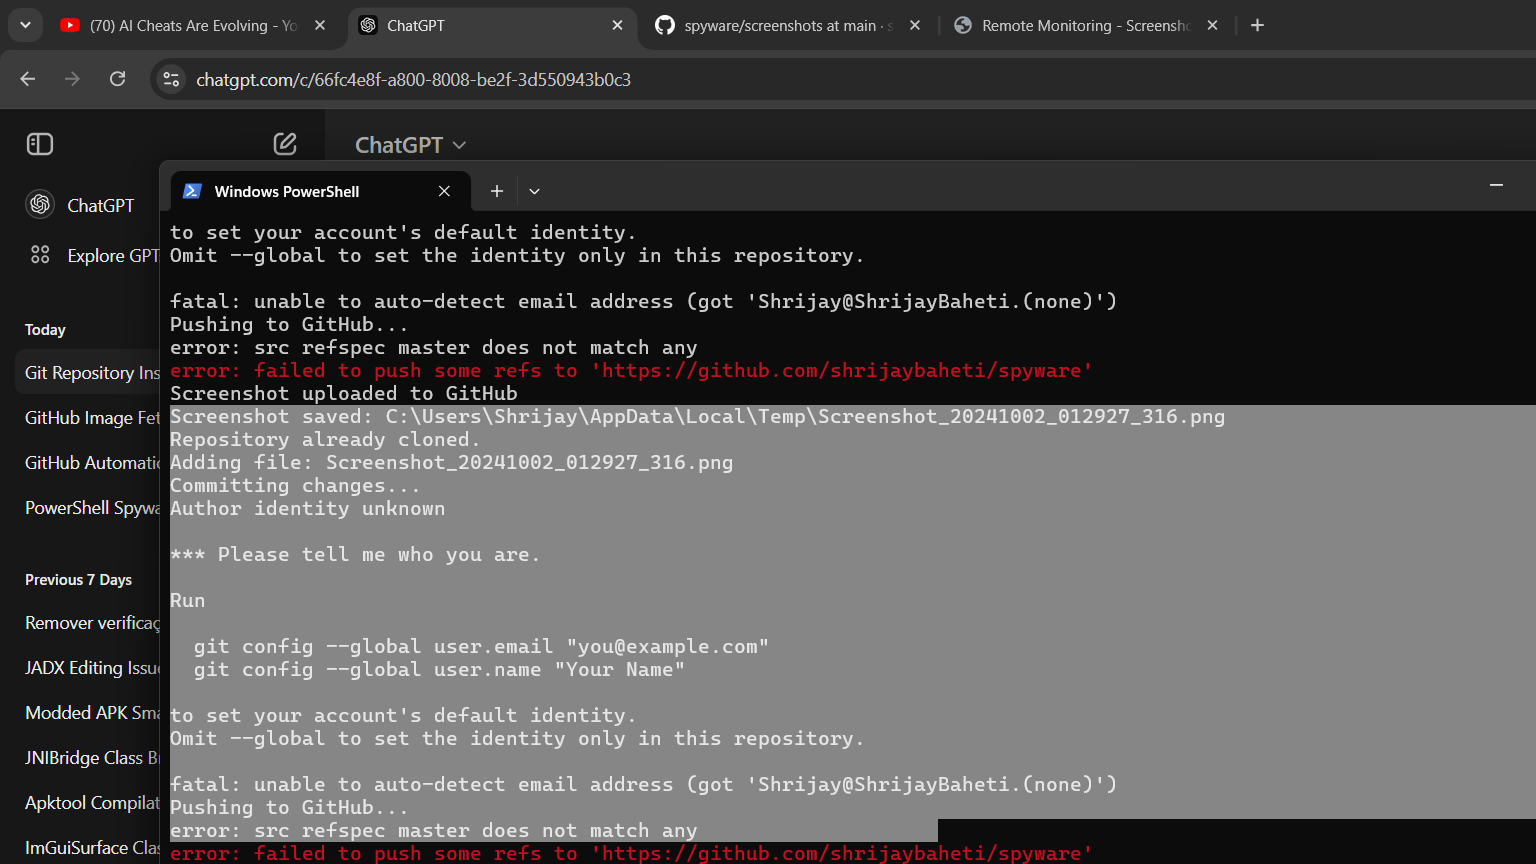 (70) AI Cheats Are Evolving - Yo
ChatGPT
spyware/screenshots at main · s
Remote Monitoring - Screensho
chatgpt.com/c/66fc4e8f-a800-8008-be2f-3d550943b0c3
ChatGPT
ChatGPT
Explore GPT
Today
Git Repository Ins
GitHub Image Fet
GitHub Automatic
PowerShell Spywa
Previous 7 Days
Remover verificaç
JADX Editing Issue
Modded APK Sma
JNIBridge Class B
Apktool Compilat
ImGuiSurface Clas
Windows PowerShell
to set your account's default identity.
Omit --global to set the identity only in this repository.
fatal: unable to auto-detect email address (got 'Shrijay@ShrijayBaheti.(none)')
Pushing to GitHub...
error: src refspec master does not match any
error: failed to push some refs to 'https://github.com/shrijaybaheti/spyware'
Screenshot uploaded to GitHub
Screenshot saved: C:\Users\Shrijay\AppData\Local\Temp\Screenshot_20241002_012927_316.png
Repository already cloned.
Adding file: Screenshot_20241002_012927_316.png
Committing changes...
Author identity unknown
*** Please tell me who you are.
Run
git config --global user.email "you@example.com"
git config --global user.name "Your Name"
to set your account's default identity.
Omit --global to set the identity only in this repository.
fatal: unable to auto-detect email address (got 'Shrijay@ShrijayBaheti.(none)')
Pushing to GitHub...
error: src refspec master does not match any
error: failed to push some refs to 'https://github.com/shrijaybaheti/spyware'